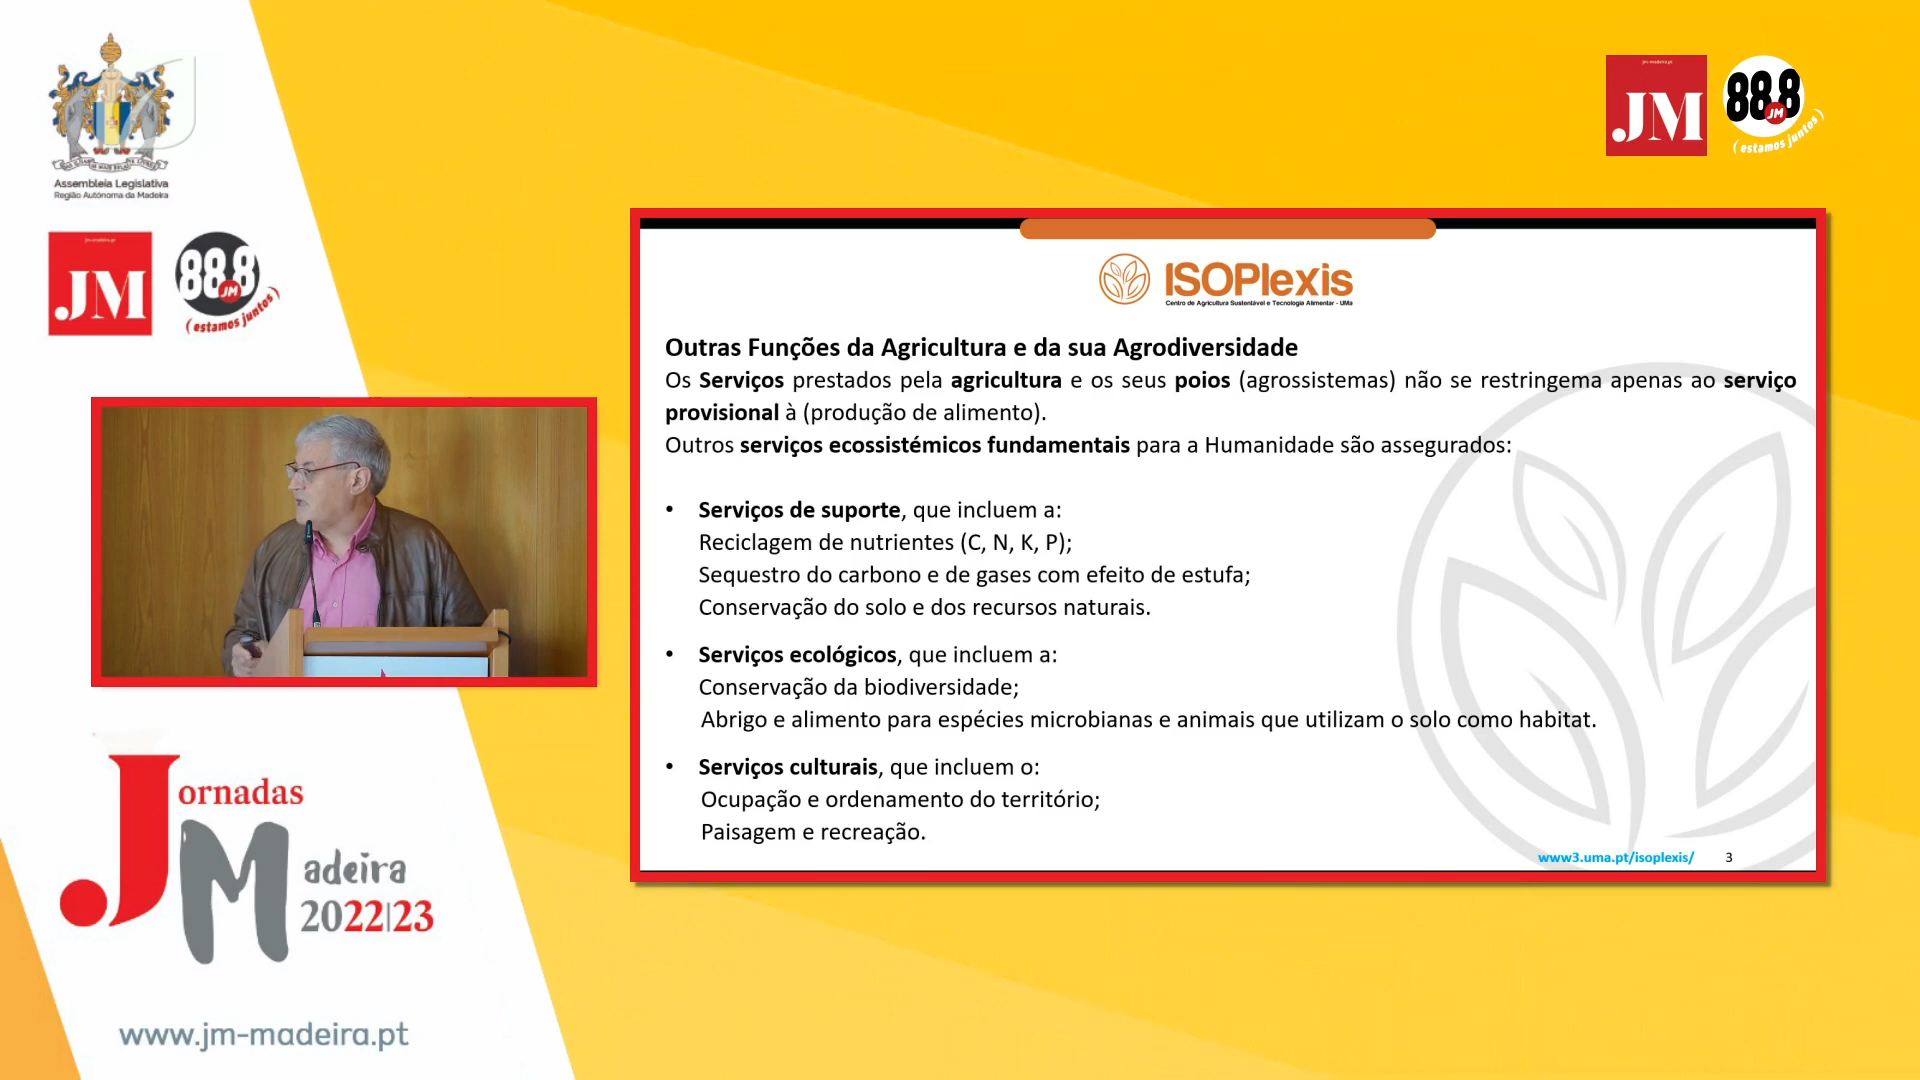 Assembleia Legislativa
Região Autónoma da Madeira
jm-madeira.pt
JM
88.8
JM
(estamos juntos)
jm-madeira.pt
JM
88.8
JM
(estamos juntos)
ISOPlexis
Centro de Agricultura Sustentável e Tecnologia Alimentar - UMa
Outras Funções da Agricultura e da sua Agrodiversidade
Os Serviços prestados pela agricultura e os seus poios (agrossistemas) não se restringema apenas ao serviço
provisional à (produção de alimento).
Outros serviços ecossistémicos fundamentais para a Humanidade são assegurados:
• Serviços de suporte, que incluem a:
Reciclagem de nutrientes (C, N, K, P);
Sequestro do carbono e de gases com efeito de estufa;
Conservação do solo e dos recursos naturais.
• Serviços ecológicos, que incluem a:
Conservação da biodiversidade;
Abrigo e alimento para espécies microbianas e animais que utilizam o solo como habitat.
• Serviços culturais, que incluem o:
Ocupação e ordenamento do território;
Paisagem e recreação.
www3.uma.pt/isoplexis/ 3
Jornadas
Madeira
2022|23
www.jm-madeira.pt